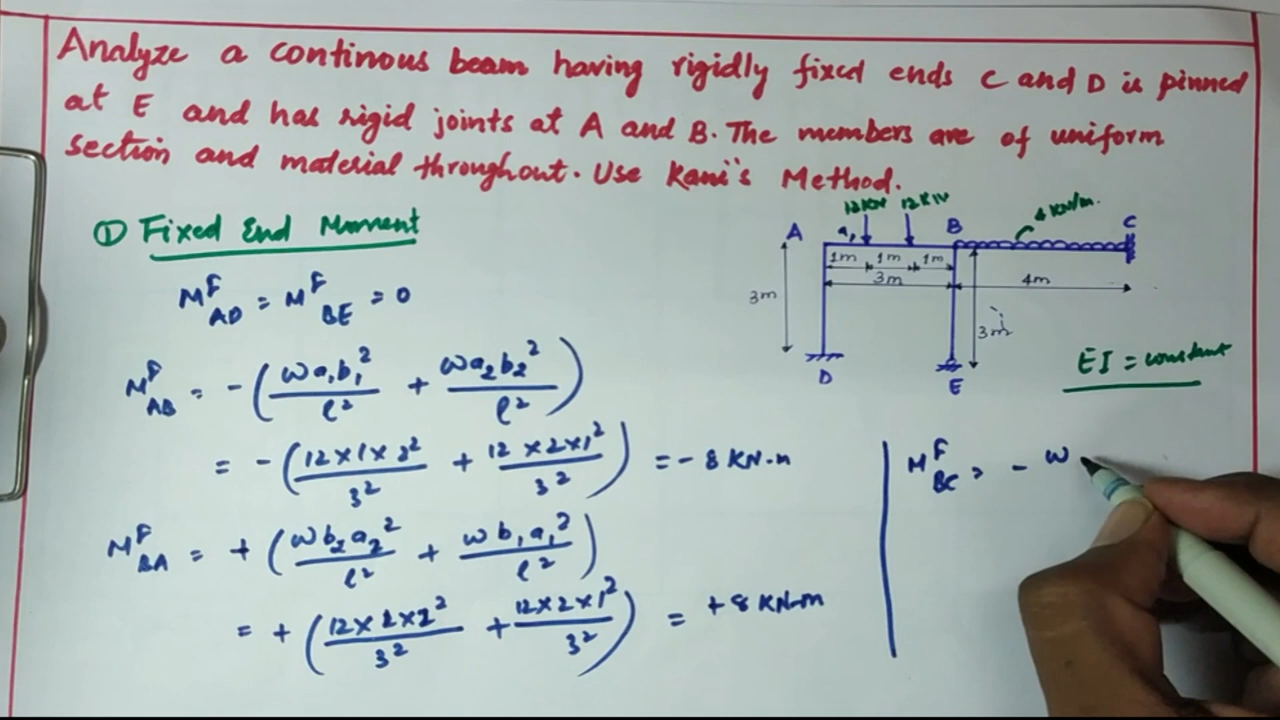 Analyze a continous beam having rigidly fixed ends C and D is pinned
at E and has rigid joints at A and B. The members are of uniform
section and material throughout. Use Kani's Method.
① Fixed End Moment
M^F_AD = M^F_BE = 0
M^F_AB = -(wa₁b₁²/l² + wa₂b₂²/l²)
= -(12×1×2²/3² + 12×2×1²/3²) = -8 KN-m
M^F_BA = +(wb₂a₂²/l² + wb₁a₁²/l²)
= +(12×1×2²/3² + 12×2×1²/3²) = +8 KN-m
12KN 12KN
4 KN/m.
A a₁ B C
1m 1m 1m
3m 4m
3m 3m
D E
EI = constant
M^F_BC = - w